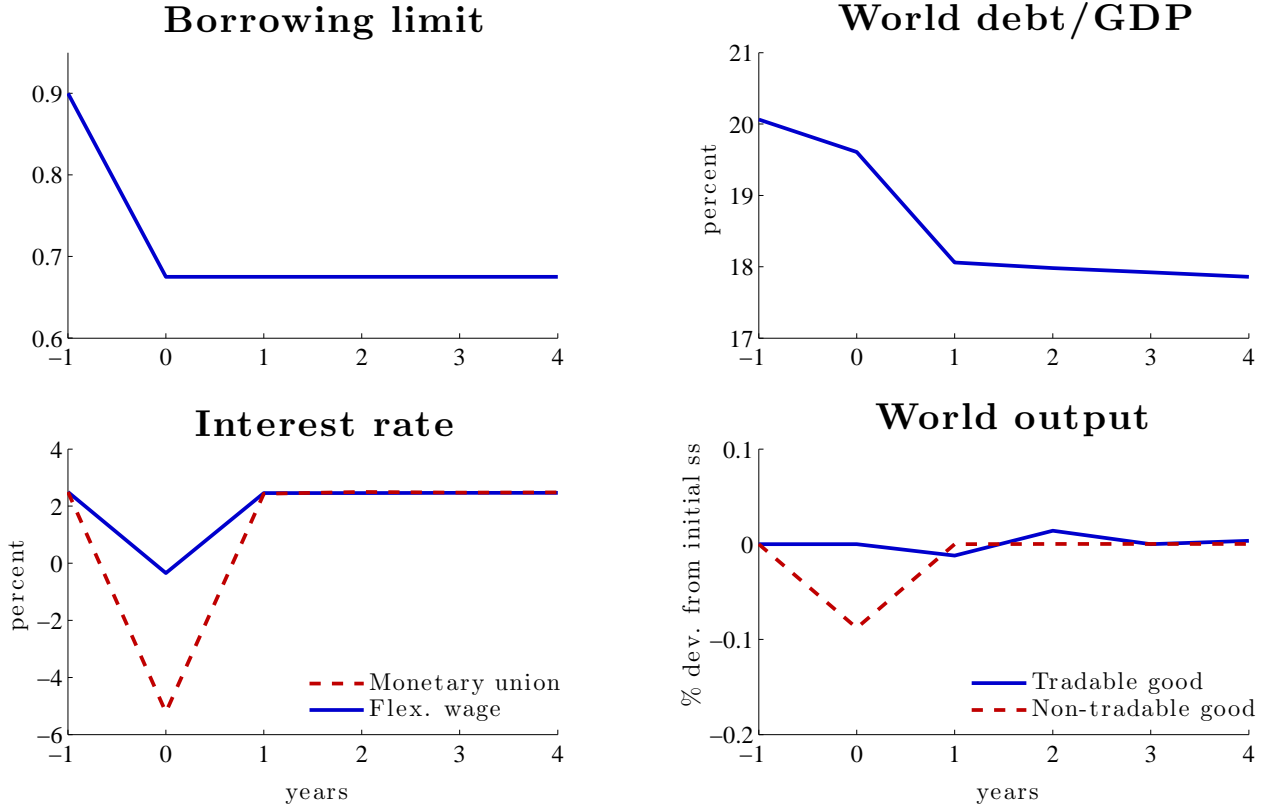 Borrowing limit
0.9
0.8
0.7
0.6
−1 0 1 2 3 4
World debt/GDP
percent
21
20
19
18
17
−1 0 1 2 3 4
Interest rate
percent
4
2
0
−2
−4
−6
−1 0 1 2 3 4
years
Monetary union
Flex. wage
World output
% dev. from initial ss
0.1
0
−0.1
−0.2
−1 0 1 2 3 4
years
Tradable good
Non-tradable good